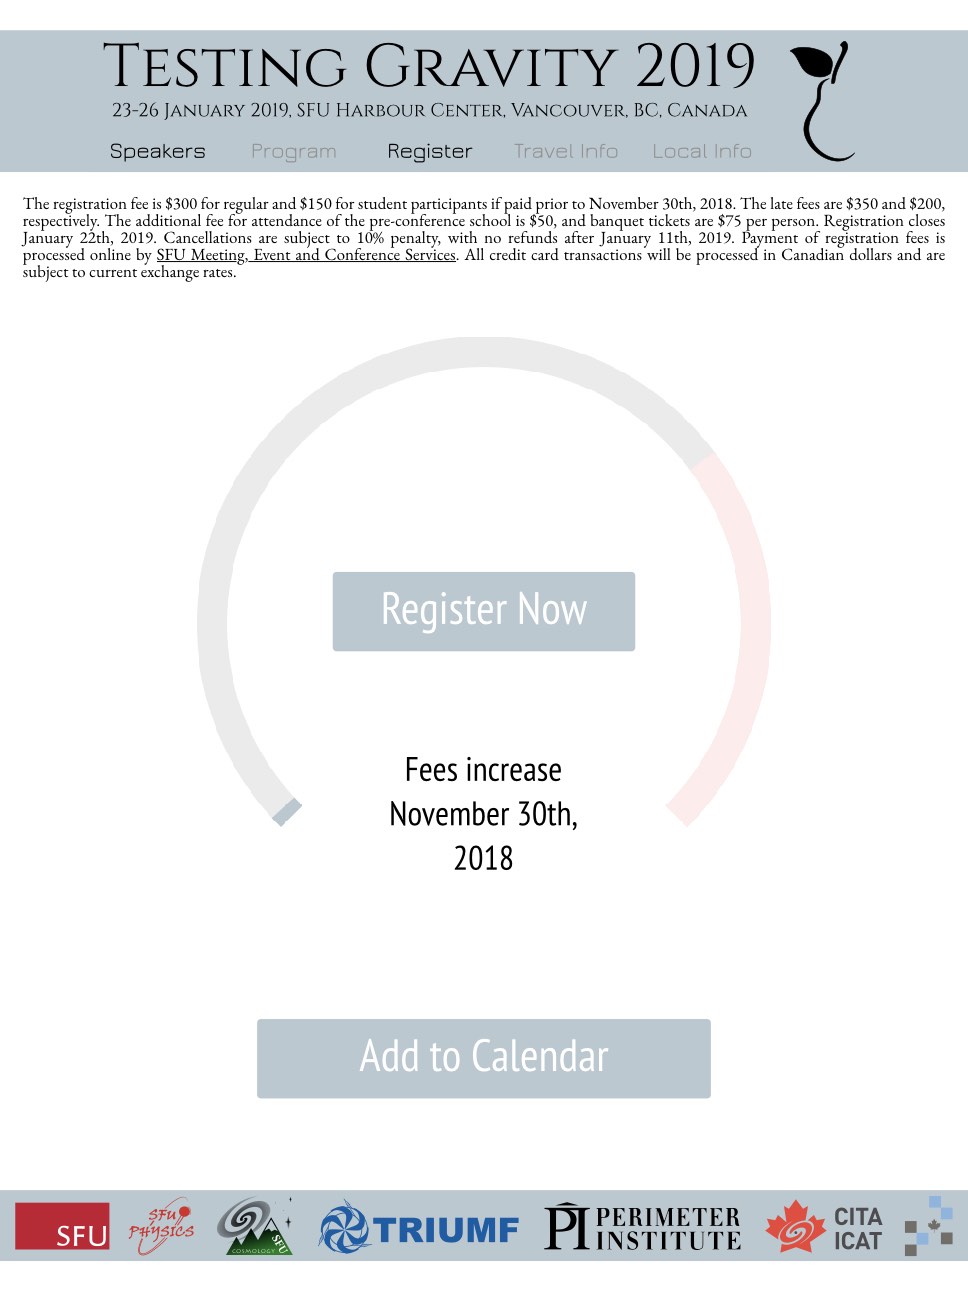 Testing Gravity 2019
23-26 January 2019, SFU Harbour Center, Vancouver, BC, Canada
Speakers Program Register Travel Info Local Info
The registration fee is $300 for regular and $150 for student participants if paid prior to November 30th, 2018. The late fees are $350 and $200,
respectively. The additional fee for attendance of the pre-conference school is $50, and banquet tickets are $75 per person. Registration closes
January 22th, 2019. Cancellations are subject to 10% penalty, with no refunds after January 11th, 2019. Payment of registration fees is
processed online by SFU Meeting, Event and Conference Services. All credit card transactions will be processed in Canadian dollars and are
subject to current exchange rates.
Register Now
Fees increase
November 30th,
2018
Add to Calendar
SFU
SFU
PHYSICS
COSMOLOGY
SFU
TRIUMF
PI
PERIMETER
INSTITUTE
CITA
ICAT